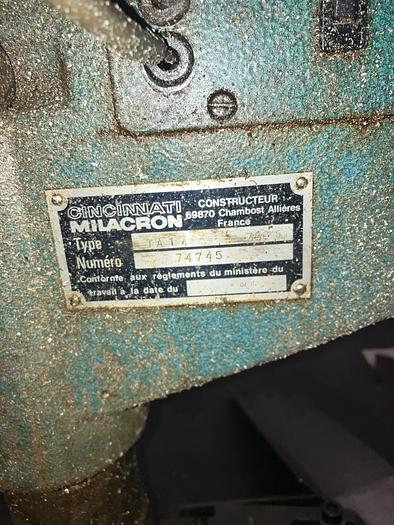 CINCINNATI
MILACRON
CONSTRUCTEUR
69870 Chambost Allières
France
Type
Numéro 74745
Conforme aux réglements du ministère du
travail à la date du